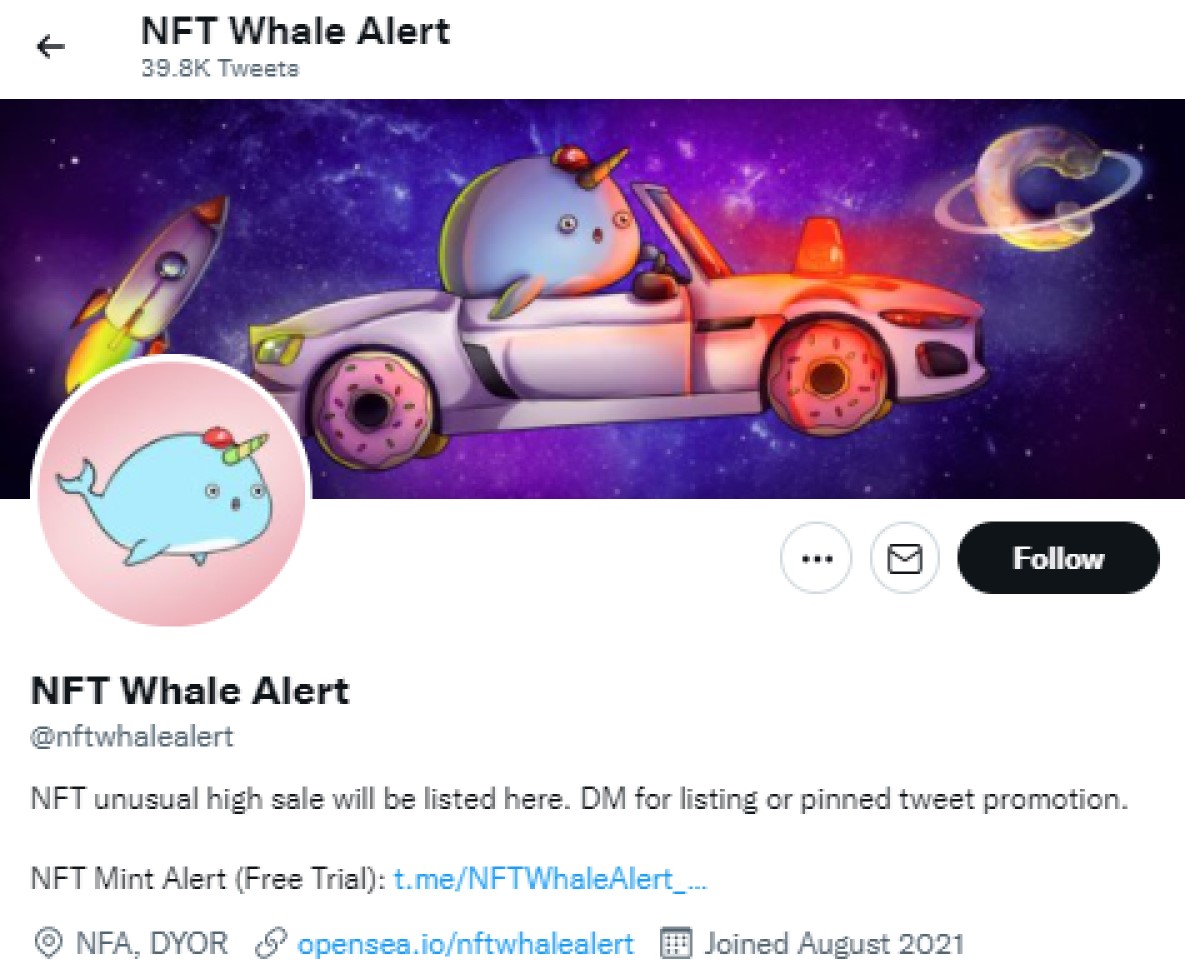 NFT Whale Alert
39.8K Tweets
Follow
NFT Whale Alert
@nftwhalealert
NFT unusual high sale will be listed here. DM for listing or pinned tweet promotion.
NFT Mint Alert (Free Trial): t.me/NFTWhaleAlert_...
NFA, DYOR opensea.io/nftwhalealert Joined August 2021